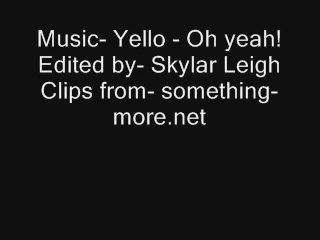 Music- Yello - Oh yeah!
Edited by- Skylar Leigh
Clips from- something-
more.net